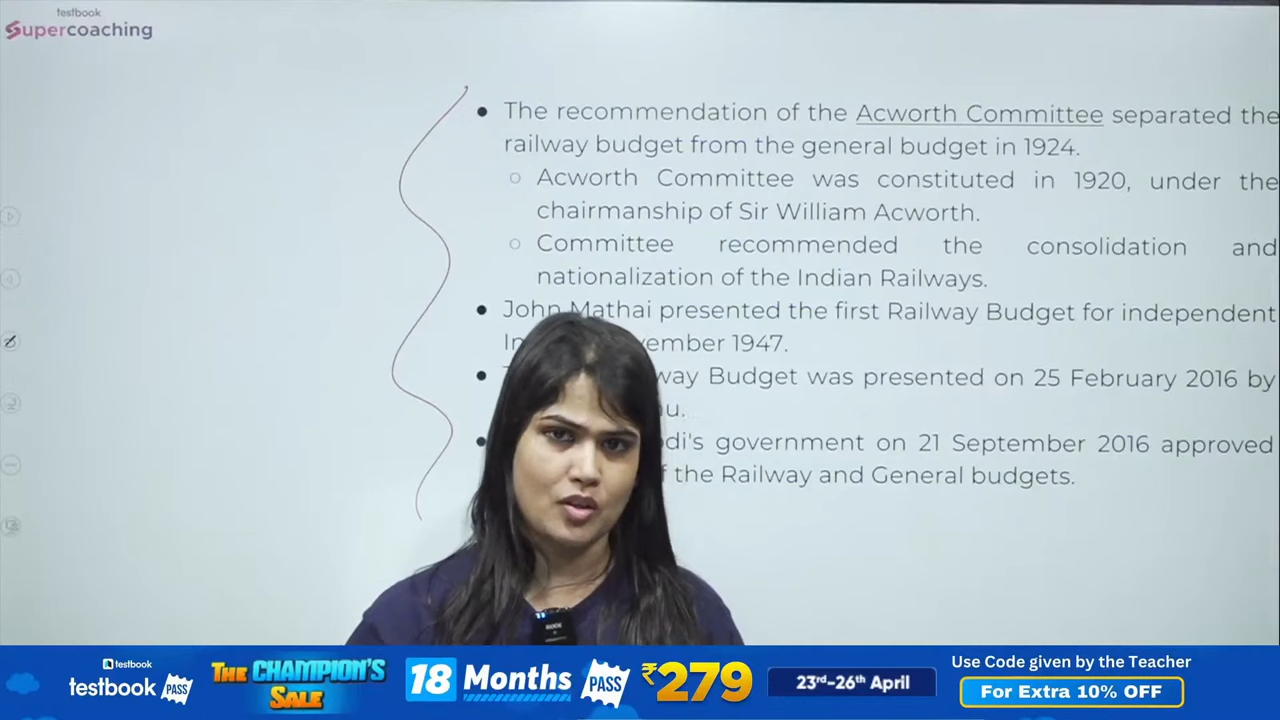 testbook
Supercoaching
• The recommendation of the Acworth Committee separated the
railway budget from the general budget in 1924.
○ Acworth Committee was constituted in 1920, under the
chairmanship of Sir William Acworth.
○ Committee recommended the consolidation and
nationalization of the Indian Railways.
• John Mathai presented the first Railway Budget for independent
In vember 1947.
• way Budget was presented on 25 February 2016 by
u.
• di's government on 21 September 2016 approved
f the Railway and General budgets.
RODE
testbook
testbook PASS
THE CHAMPION'S
SALE
18 Months PASS ₹279
23rd-26th April
Use Code given by the Teacher
For Extra 10% OFF